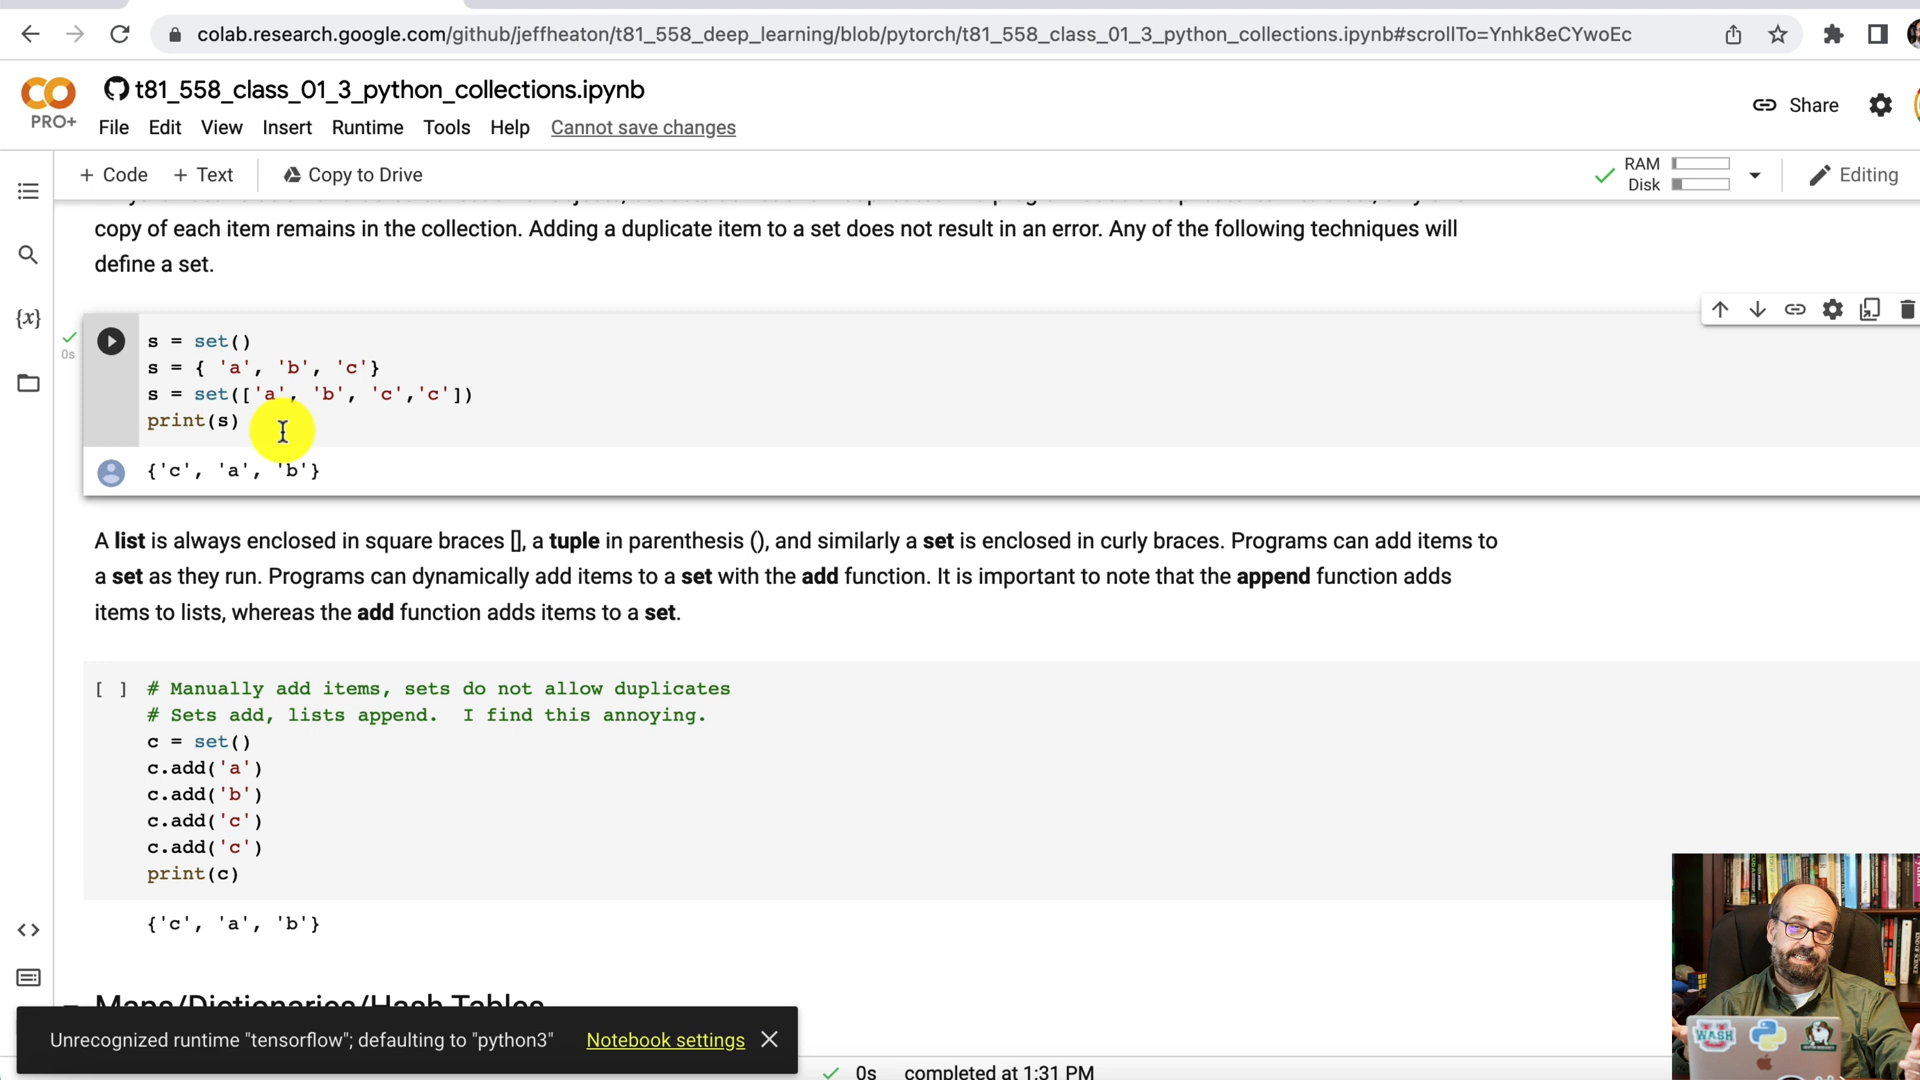 colab.research.google.com/github/jeffheaton/t81_558_deep_learning/blob/pytorch/t81_558_class_01_3_python_collections.ipynb#scrollTo=Ynhk8eCYwoEc
CO
PRO+
t81_558_class_01_3_python_collections.ipynb
Share
File Edit View Insert Runtime Tools Help Cannot save changes
+ Code + Text Copy to Drive
RAM
Disk
Editing
copy of each item remains in the collection. Adding a duplicate item to a set does not result in an error. Any of the following techniques will
define a set.
{x}
0s
s = set()
s = { 'a', 'b', 'c'}
s = set(['a', 'b', 'c','c'])
print(s)
{'c', 'a', 'b'}
A list is always enclosed in square braces [], a tuple in parenthesis (), and similarly a set is enclosed in curly braces. Programs can add items to
a set as they run. Programs can dynamically add items to a set with the add function. It is important to note that the append function adds
items to lists, whereas the add function adds items to a set.
[ ] # Manually add items, sets do not allow duplicates
# Sets add, lists append.  I find this annoying.
c = set()
c.add('a')
c.add('b')
c.add('c')
c.add('c')
print(c)
{'c', 'a', 'b'}
Maps/Dictionaries/Hash Tables
Unrecognized runtime "tensorflow"; defaulting to "python3" Notebook settings
0s completed at 1:31 PM
WASH